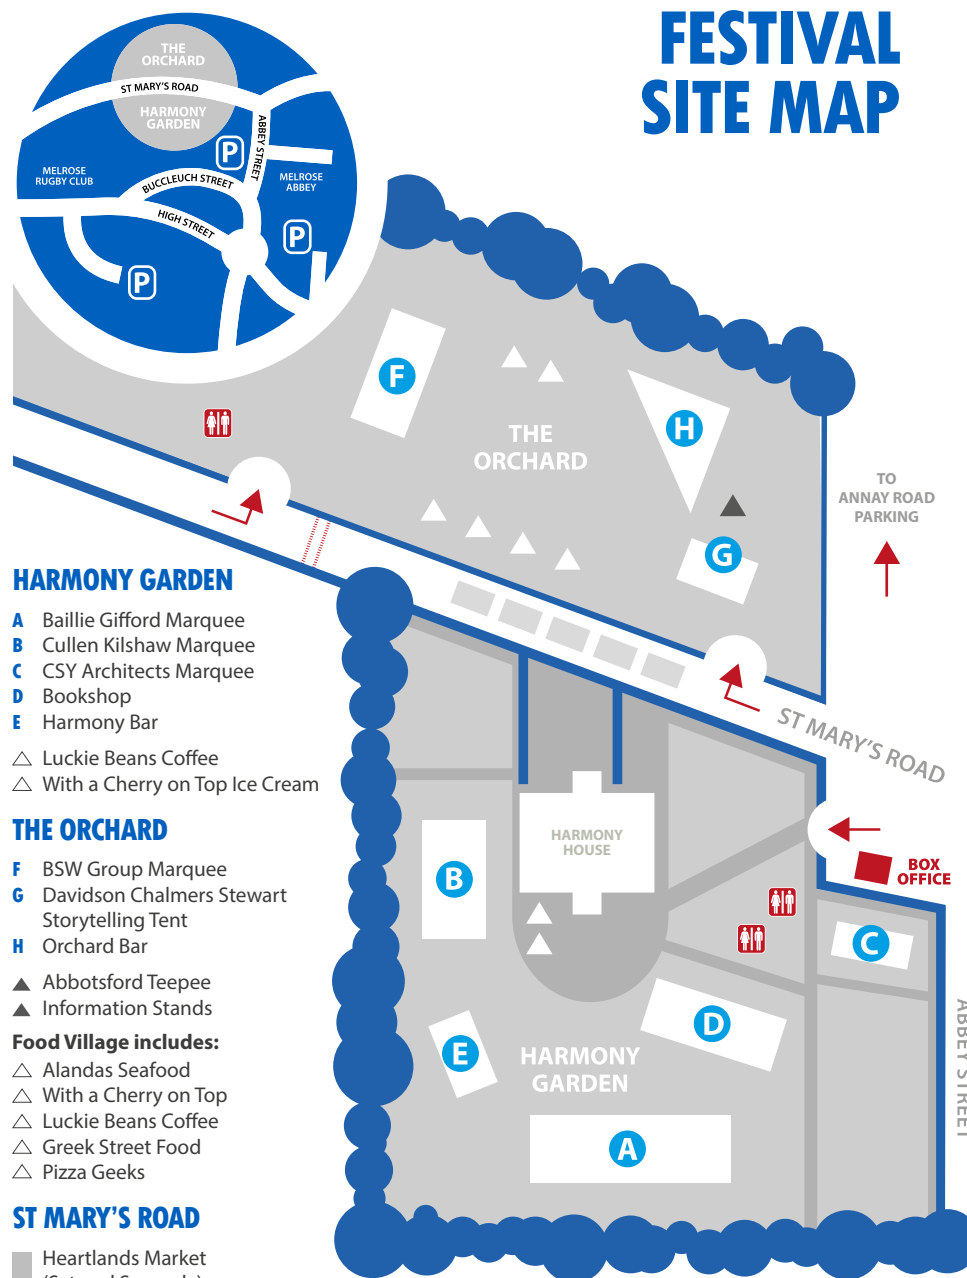 FESTIVAL
SITE MAP
THE
ORCHARD
ST MARY'S ROAD
HARMONY
GARDEN
ABBEY STREET
P
MELROSE
RUGBY CLUB
BUCCLEUCH STREET
MELROSE
ABBEY
HIGH STREET
P
P
F
H
THE
ORCHARD
G
TO
ANNAY ROAD
PARKING
ST MARY'S ROAD
HARMONY
HOUSE
BOX
OFFICE
B
C
D
E
HARMONY
GARDEN
A
ABBEY STREET
HARMONY GARDEN
A Baillie Gifford Marquee
B Cullen Kilshaw Marquee
C CSY Architects Marquee
D Bookshop
E Harmony Bar
△ Luckie Beans Coffee
△ With a Cherry on Top Ice Cream
THE ORCHARD
F BSW Group Marquee
G Davidson Chalmers Stewart
Storytelling Tent
H Orchard Bar
▲ Abbotsford Teepee
▲ Information Stands
Food Village includes:
△ Alandas Seafood
△ With a Cherry on Top
△ Luckie Beans Coffee
△ Greek Street Food
△ Pizza Geeks
ST MARY'S ROAD
Heartlands Market